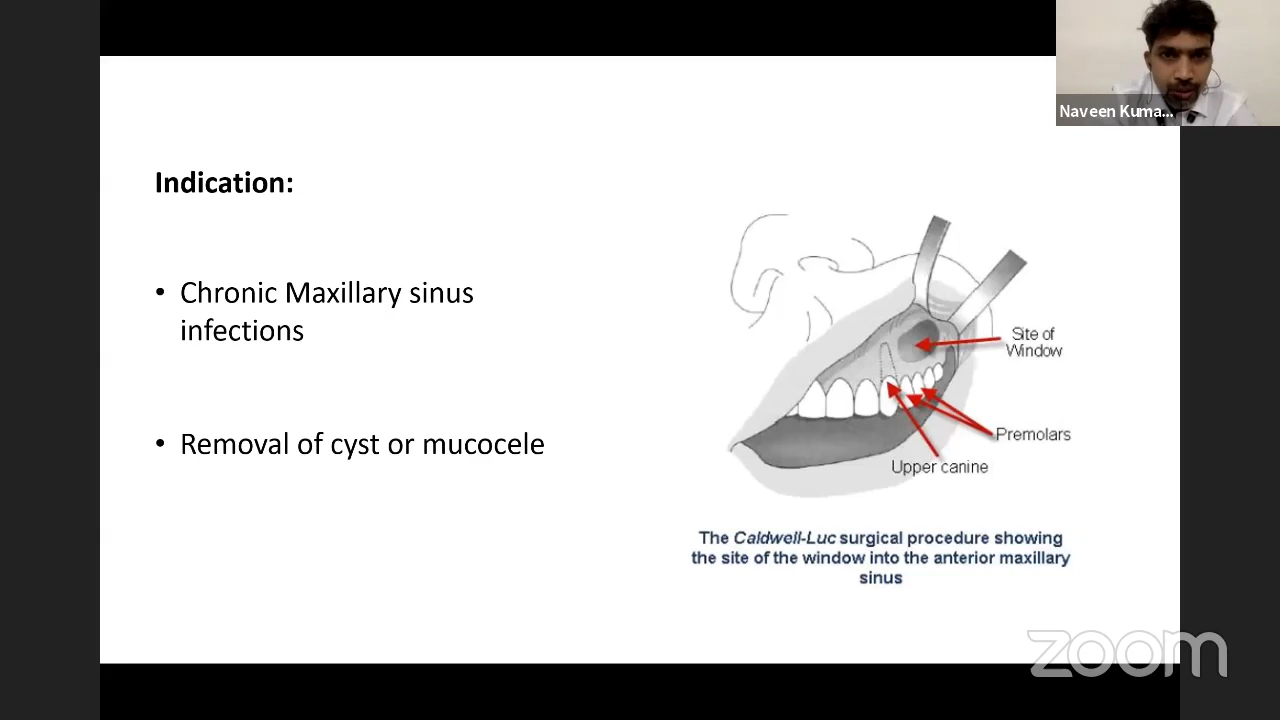 Naveen Kuma...
Indication:
• Chronic Maxillary sinus
infections
• Removal of cyst or mucocele
Site of
Window
Premolars
Upper canine
The Caldwell-Luc surgical procedure showing
the site of the window into the anterior maxillary
sinus
zoom